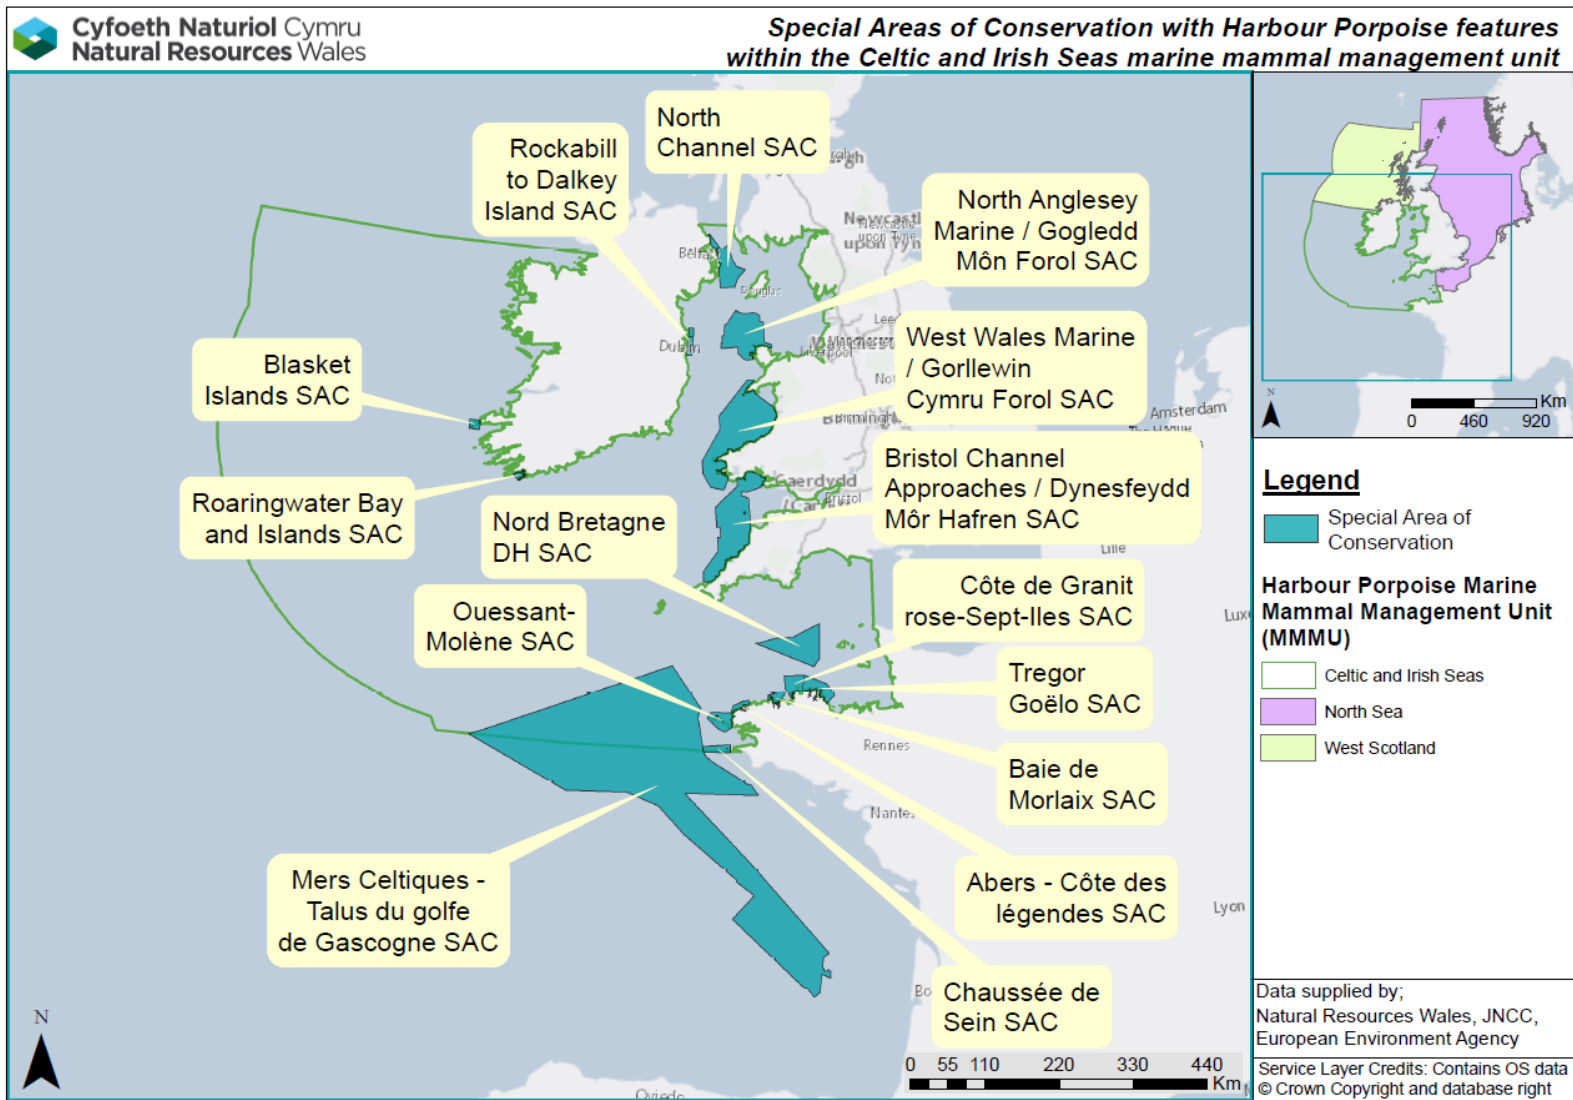 Cyfoeth Naturiol Cymru
Natural Resources Wales
Special Areas of Conservation with Harbour Porpoise features
within the Celtic and Irish Seas marine mammal management unit
North
Channel SAC
Rockabill
to Dalkey
Island SAC
North Anglesey
Marine / Gogledd
Môn Forol SAC
West Wales Marine
/ Gorllewin
Cymru Forol SAC
Blasket
Islands SAC
Bristol Channel
Approaches / Dynesfeydd
Môr Hafren SAC
Roaringwater Bay
and Islands SAC
Nord Bretagne
DH SAC
Côte de Granit
rose-Sept-Iles SAC
Ouessant-
Molène SAC
Tregor
Goëlo SAC
Baie de
Morlaix SAC
Mers Celtiques -
Talus du golfe
de Gascogne SAC
Abers - Côte des
légendes SAC
Chaussée de
Sein SAC
Newcastle
upon Tyne
Belfast
Douglas
Dublin
Liverpool
Amsterdam
Caerdydd
Bristol
Lille
Rennes
Nantes
Lyon
N
0 55 110 220 330 440
Km
N
Km
0 460 920
Legend
Special Area of
Conservation
Harbour Porpoise Marine
Mammal Management Unit
(MMMU)
Celtic and Irish Seas
North Sea
West Scotland
Data supplied by;
Natural Resources Wales, JNCC,
European Environment Agency
Service Layer Credits: Contains OS data
© Crown Copyright and database right